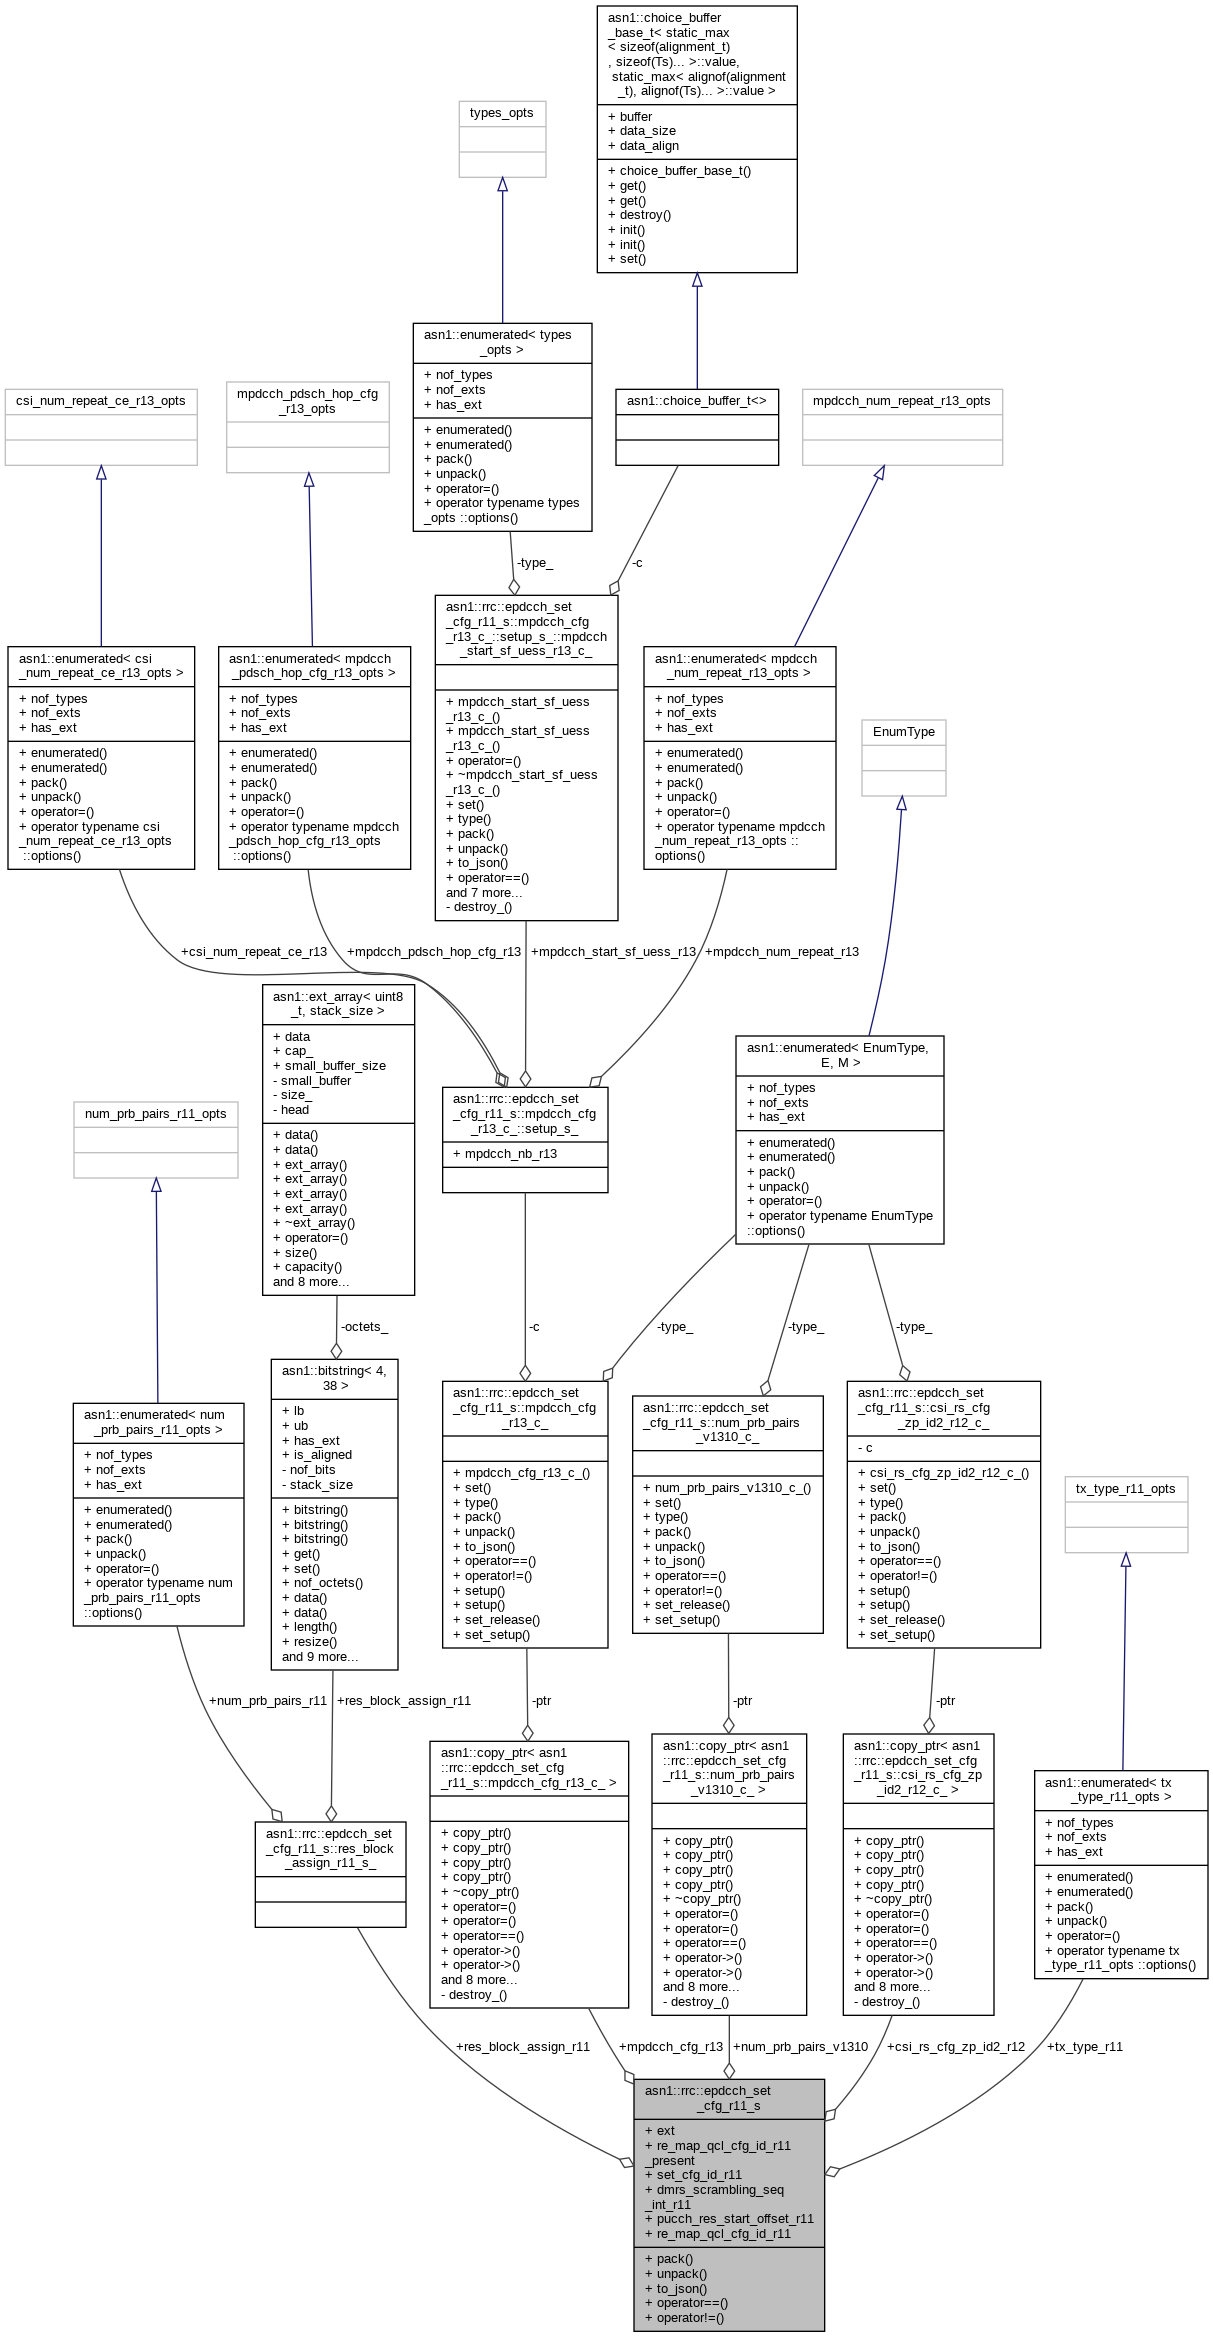 asn1::choice_buffer
_base_t< static_max
< sizeof(alignment_t)
, sizeof(Ts)... >::value,
static_max< alignof(alignment
_t), alignof(Ts)... >::value >
+ buffer
+ data_size
+ data_align
+ choice_buffer_base_t()
+ get()
+ get()
+ destroy()
+ init()
+ init()
+ set()
types_opts
asn1::enumerated< types
_opts >
+ nof_types
+ nof_exts
+ has_ext
+ enumerated()
+ enumerated()
+ pack()
+ unpack()
+ operator=()
+ operator typename types
_opts ::options()
csi_num_repeat_ce_r13_opts
mpdcch_pdsch_hop_cfg
_r13_opts
asn1::choice_buffer_t<>
mpdcch_num_repeat_r13_opts
-type_
-c
asn1::enumerated< csi
_num_repeat_ce_r13_opts >
+ nof_types
+ nof_exts
+ has_ext
+ enumerated()
+ enumerated()
+ pack()
+ unpack()
+ operator=()
+ operator typename csi
_num_repeat_ce_r13_opts
::options()
asn1::enumerated< mpdcch
_pdsch_hop_cfg_r13_opts >
+ nof_types
+ nof_exts
+ has_ext
+ enumerated()
+ enumerated()
+ pack()
+ unpack()
+ operator=()
+ operator typename mpdcch
_pdsch_hop_cfg_r13_opts
::options()
asn1::rrc::epdcch_set
_cfg_r11_s::mpdcch_cfg
_r13_c_::setup_s_::mpdcch
_start_sf_uess_r13_c_
+ mpdcch_start_sf_uess
_r13_c_()
+ mpdcch_start_sf_uess
_r13_c_()
+ operator=()
+ ~mpdcch_start_sf_uess
_r13_c_()
+ set()
+ type()
+ pack()
+ unpack()
+ to_json()
+ operator==()
and 7 more...
- destroy_()
asn1::enumerated< mpdcch
_num_repeat_r13_opts >
+ nof_types
+ nof_exts
+ has_ext
+ enumerated()
+ enumerated()
+ pack()
+ unpack()
+ operator=()
+ operator typename mpdcch
_num_repeat_r13_opts ::
options()
EnumType
+csi_num_repeat_ce_r13
+mpdcch_pdsch_hop_cfg_r13
+mpdcch_start_sf_uess_r13
+mpdcch_num_repeat_r13
asn1::ext_array< uint8
_t, stack_size >
+ data
+ cap_
+ small_buffer_size
- small_buffer
- size_
- head
+ data()
+ data()
+ ext_array()
+ ext_array()
+ ext_array()
+ ext_array()
+ ~ext_array()
+ operator=()
+ size()
+ capacity()
and 8 more...
asn1::enumerated< EnumType,
E, M >
+ nof_types
+ nof_exts
+ has_ext
+ enumerated()
+ enumerated()
+ pack()
+ unpack()
+ operator=()
+ operator typename EnumType
::options()
asn1::rrc::epdcch_set
_cfg_r11_s::mpdcch_cfg
_r13_c_::setup_s_
+ mpdcch_nb_r13
num_prb_pairs_r11_opts
-octets_
-c
-type_
-type_
-type_
asn1::enumerated< num
_prb_pairs_r11_opts >
+ nof_types
+ nof_exts
+ has_ext
+ enumerated()
+ enumerated()
+ pack()
+ unpack()
+ operator=()
+ operator typename num
_prb_pairs_r11_opts
::options()
asn1::bitstring< 4,
38 >
+ lb
+ ub
+ has_ext
+ is_aligned
- nof_bits
- stack_size
+ bitstring()
+ bitstring()
+ bitstring()
+ get()
+ set()
+ nof_octets()
+ data()
+ data()
+ length()
+ resize()
and 9 more...
asn1::rrc::epdcch_set
_cfg_r11_s::mpdcch_cfg
_r13_c_
+ mpdcch_cfg_r13_c_()
+ set()
+ type()
+ pack()
+ unpack()
+ to_json()
+ operator==()
+ operator!=()
+ setup()
+ setup()
+ set_release()
+ set_setup()
asn1::rrc::epdcch_set
_cfg_r11_s::num_prb_pairs
_v1310_c_
+ num_prb_pairs_v1310_c_()
+ set()
+ type()
+ pack()
+ unpack()
+ to_json()
+ operator==()
+ operator!=()
+ set_release()
+ set_setup()
asn1::rrc::epdcch_set
_cfg_r11_s::csi_rs_cfg
_zp_id2_r12_c_
- c
+ csi_rs_cfg_zp_id2_r12_c_()
+ set()
+ type()
+ pack()
+ unpack()
+ to_json()
+ operator==()
+ operator!=()
+ setup()
+ setup()
+ set_release()
+ set_setup()
tx_type_r11_opts
+num_prb_pairs_r11
+res_block_assign_r11
-ptr
-ptr
-ptr
asn1::rrc::epdcch_set
_cfg_r11_s::res_block
_assign_r11_s_
asn1::copy_ptr< asn1
::rrc::epdcch_set_cfg
_r11_s::mpdcch_cfg_r13_c_ >
+ copy_ptr()
+ copy_ptr()
+ copy_ptr()
+ copy_ptr()
+ ~copy_ptr()
+ operator=()
+ operator=()
+ operator==()
+ operator->()
+ operator->()
and 8 more...
- destroy_()
asn1::copy_ptr< asn1
::rrc::epdcch_set_cfg
_r11_s::num_prb_pairs
_v1310_c_ >
+ copy_ptr()
+ copy_ptr()
+ copy_ptr()
+ copy_ptr()
+ ~copy_ptr()
+ operator=()
+ operator=()
+ operator==()
+ operator->()
+ operator->()
and 8 more...
- destroy_()
asn1::copy_ptr< asn1
::rrc::epdcch_set_cfg
_r11_s::csi_rs_cfg_zp
_id2_r12_c_ >
+ copy_ptr()
+ copy_ptr()
+ copy_ptr()
+ copy_ptr()
+ ~copy_ptr()
+ operator=()
+ operator=()
+ operator==()
+ operator->()
+ operator->()
and 8 more...
- destroy_()
asn1::enumerated< tx
_type_r11_opts >
+ nof_types
+ nof_exts
+ has_ext
+ enumerated()
+ enumerated()
+ pack()
+ unpack()
+ operator=()
+ operator typename tx
_type_r11_opts ::options()
+res_block_assign_r11
+mpdcch_cfg_r13
+num_prb_pairs_v1310
+csi_rs_cfg_zp_id2_r12
+tx_type_r11
asn1::rrc::epdcch_set
_cfg_r11_s
+ ext
+ re_map_qcl_cfg_id_r11
_present
+ set_cfg_id_r11
+ dmrs_scrambling_seq
_int_r11
+ pucch_res_start_offset_r11
+ re_map_qcl_cfg_id_r11
+ pack()
+ unpack()
+ to_json()
+ operator==()
+ operator!=()